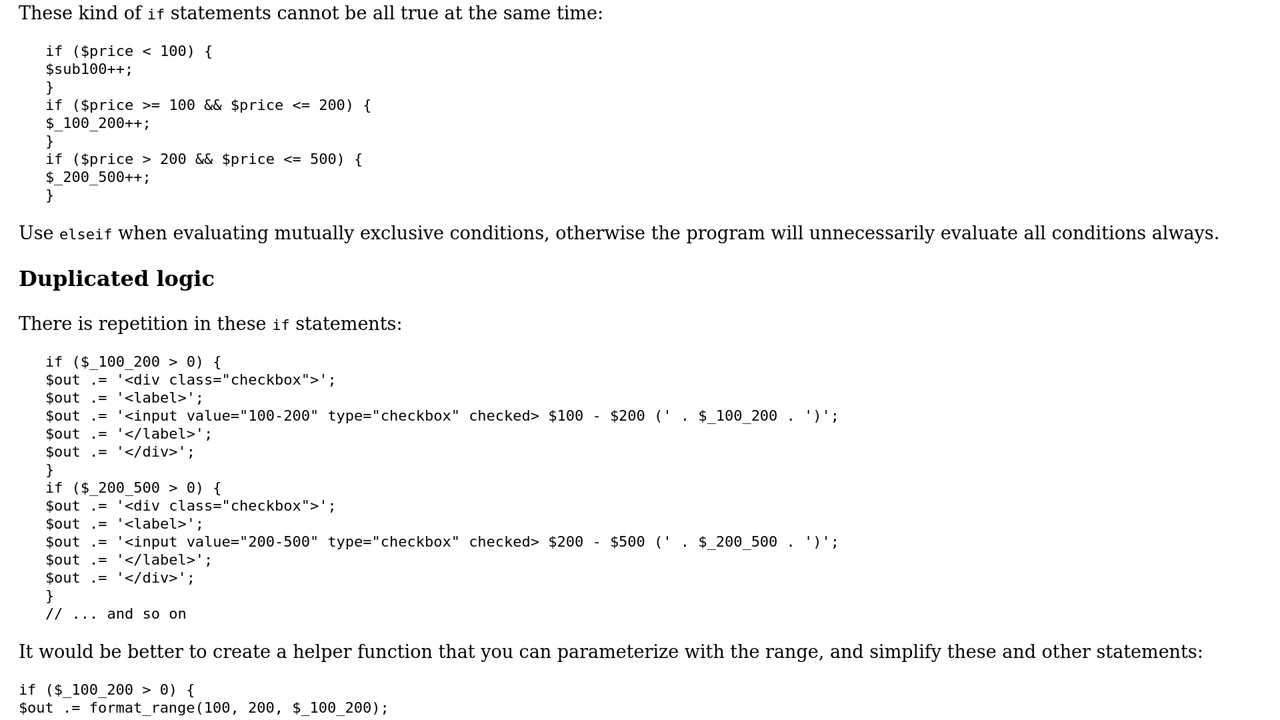 These kind of if statements cannot be all true at the same time:
if ($price < 100) {
$sub100++;
}
if ($price >= 100 && $price <= 200) {
$_100_200++;
}
if ($price > 200 && $price <= 500) {
$_200_500++;
}
Use elseif when evaluating mutually exclusive conditions, otherwise the program will unnecessarily evaluate all conditions always.
Duplicated logic
There is repetition in these if statements:
if ($_100_200 > 0) {
$out .= '<div class="checkbox">';
$out .= '<label>';
$out .= '<input value="100-200" type="checkbox" checked> $100 - $200 (' . $_100_200 . ')';
$out .= '</label>';
$out .= '</div>';
}
if ($_200_500 > 0) {
$out .= '<div class="checkbox">';
$out .= '<label>';
$out .= '<input value="200-500" type="checkbox" checked> $200 - $500 (' . $_200_500 . ')';
$out .= '</label>';
$out .= '</div>';
}
// ... and so on
It would be better to create a helper function that you can parameterize with the range, and simplify these and other statements:
if ($_100_200 > 0) {
$out .= format_range(100, 200, $_100_200);